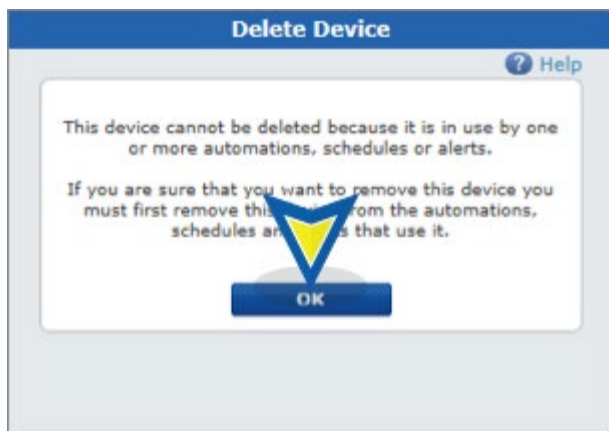 Delete Device
? Help
This device cannot be deleted because it is in use by one
or more automations, schedules or alerts.
If you are sure that you want to remove this device you
must first remove this from the automations,
schedules that use it.
OK